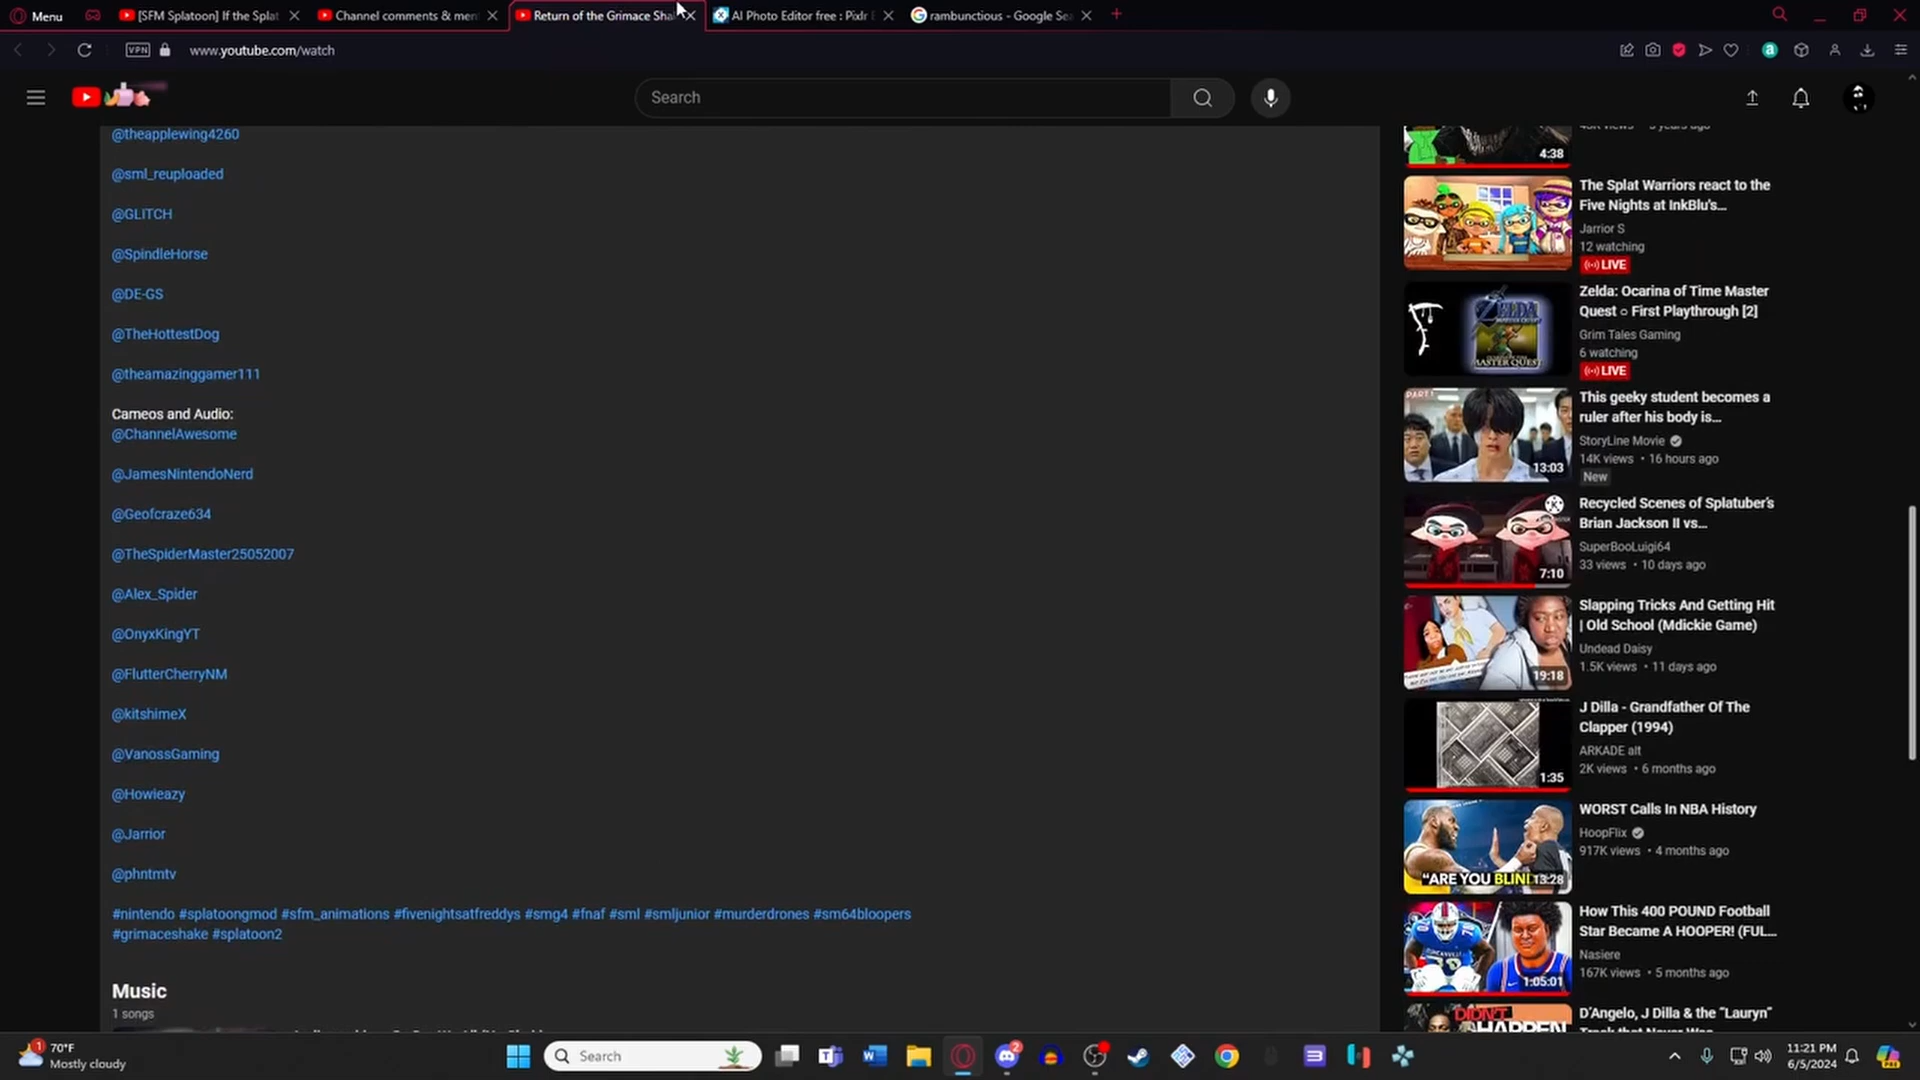 Menu
[SFM Splatoon] If the Splat
Channel comments & men
Return of the Grimace Sha
AI Photo Editor free : Pixlr E
rambunctious - Google Sea
VPN
www.youtube.com/watch
Search
@theapplewing4260
@sml_reuploaded
@GLITCH
@SpindleHorse
@DE-GS
@TheHottestDog
@theamazinggamer111
Cameos and Audio:
@ChannelAwesome
@JamesNintendoNerd
@Geofcraze634
@TheSpiderMaster25052007
@Alex_Spider
@OnyxKingYT
@FlutterCherryNM
@kitshimeX
@VanossGaming
@Howieazy
@Jarrior
@phntmtv
#nintendo #splatoongmod #sfm_animations #fivenightsatfreddys #smg4 #fnaf #sml #smljunior #murderdrones #sm64bloopers
#grimaceshake #splatoon2
Music
1 songs
4:38
The Splat Warriors react to the
Five Nights at InkBlu's...
Jarrior S
12 watching
LIVE
ZELDA
MASTER QUEST
Zelda: Ocarina of Time Master
Quest ○ First Playthrough [2]
Grim Tales Gaming
6 watching
LIVE
PART1
13:03
This geeky student becomes a
ruler after his body is...
StoryLine Movie
14K views • 16 hours ago
New
7:10
Recycled Scenes of Splatuber's
Brian Jackson II vs...
SuperBooLuigi64
33 views • 10 days ago
19:18
Slapping Tricks And Getting Hit
| Old School (Mdickie Game)
Undead Daisy
1.5K views • 11 days ago
1:35
J Dilla - Grandfather Of The
Clapper (1994)
ARKADE alt
2K views • 6 months ago
"ARE YOU BLIN
13:28
WORST Calls In NBA History
HoopFlix
917K views • 4 months ago
1:05:01
How This 400 POUND Football
Star Became A HOOPER! (FUL...
Nasiere
167K views • 5 months ago
DIDN'T
HAPPEN
D'Angelo, J Dilla & the "Lauryn"
70°F
Mostly cloudy
Search
11:21 PM
6/5/2024